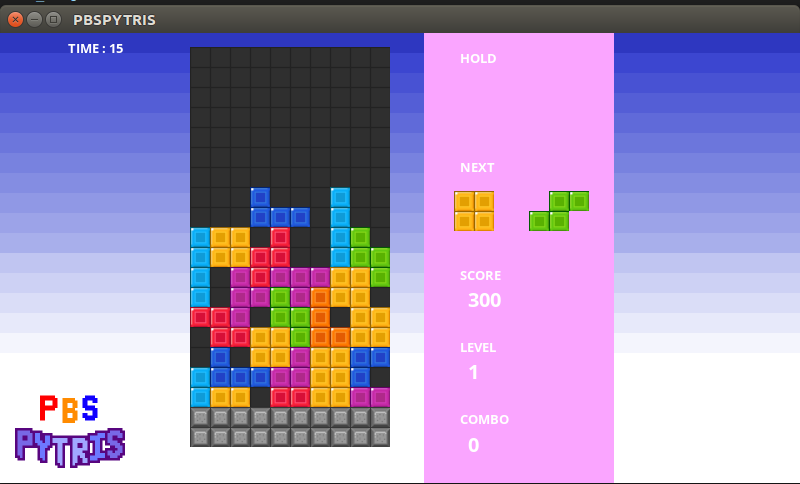 PBSPYTRIS
TIME : 15
HOLD
NEXT
SCORE
300
LEVEL
1
COMBO
0
PBS
PYTRIS